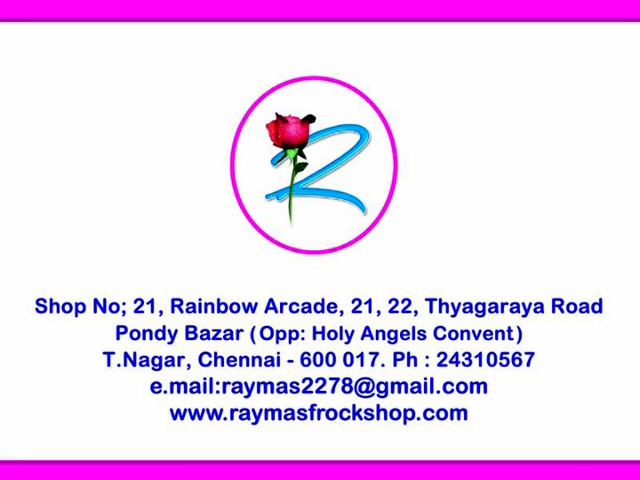 R
Shop No; 21, Rainbow Arcade, 21, 22, Thyagaraya Road
Pondy Bazar ( Opp: Holy Angels Convent )
T.Nagar, Chennai - 600 017. Ph : 24310567
e.mail:raymas2278@gmail.com
www.raymasfrockshop.com